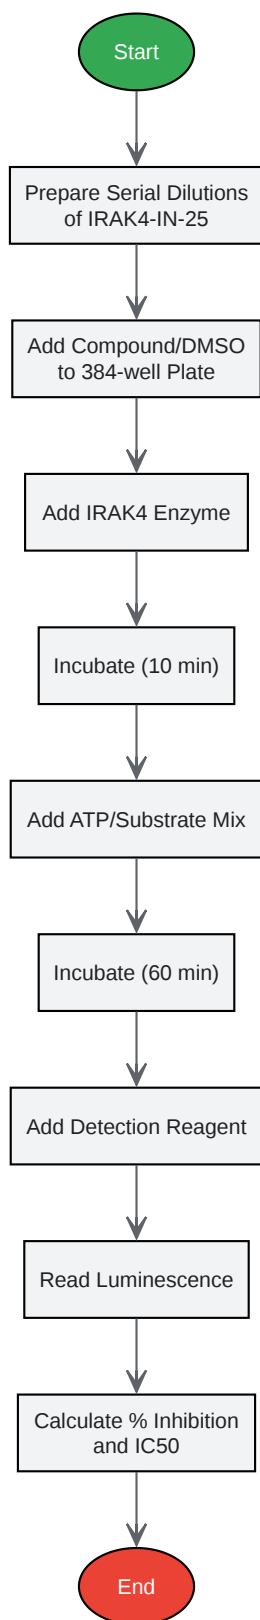 Start
Prepare Serial Dilutions
of IRAK4-IN-25
Add Compound/DMSO
to 384-well Plate
Add IRAK4 Enzyme
Incubate (10 min)
Add ATP/Substrate Mix
Incubate (60 min)
Add Detection Reagent
Read Luminescence
Calculate % Inhibition
and IC50
End